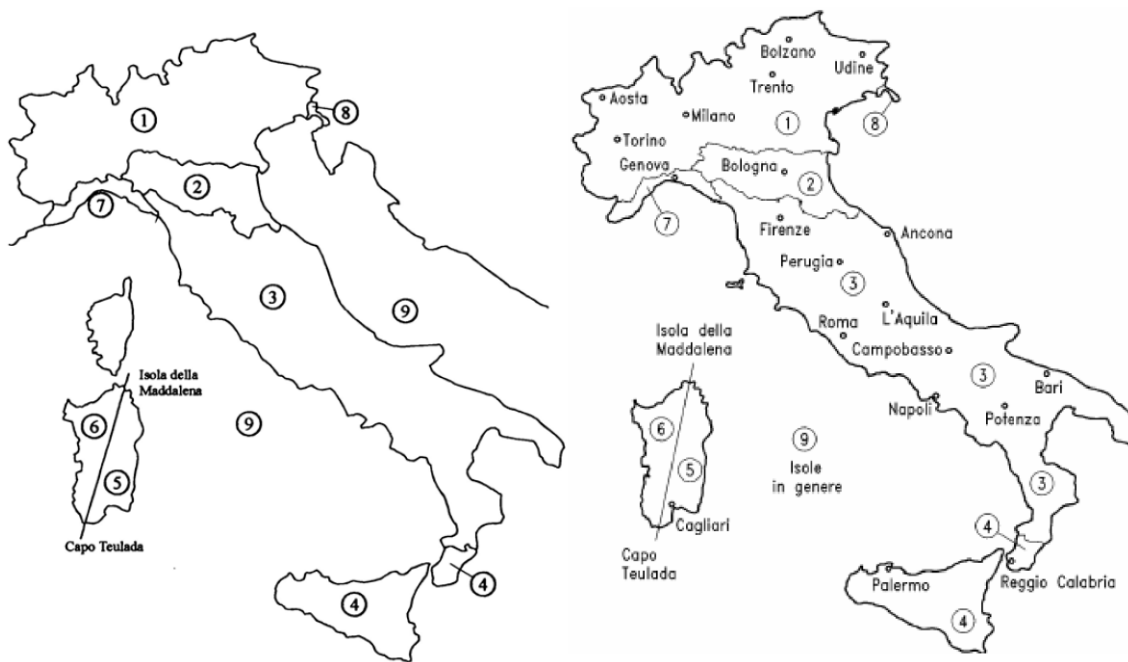 1
8
2
7
3
9
Isola della
Maddalena
6
9
5
Capo Teulada
4
4
Bolzano
Udine
Trento
Aosta
Milano
1
8
Torino
Genova
Bologna
2
7
Firenze
Ancona
Perugia
3
L'Aquila
Isola della
Maddalena
Roma
Campobasso
3
Bari
Napoli
Potenza
6
9
Isole
in genere
5
3
Cagliari
4
Capo
Teulada
Palermo
Reggio Calabria
4